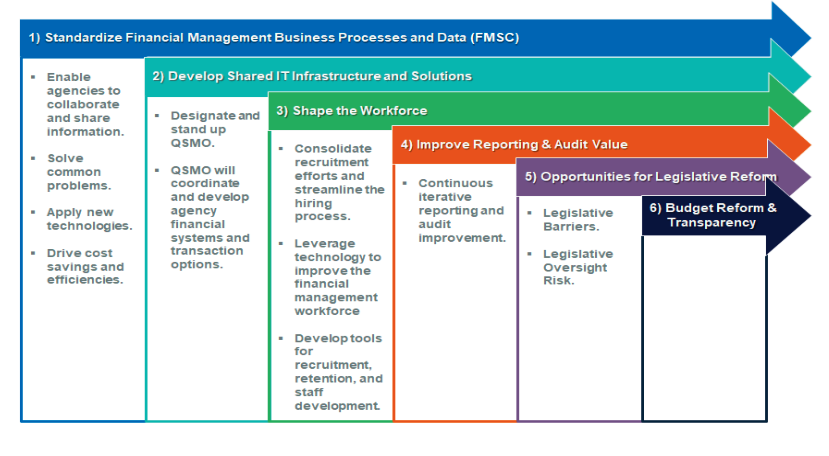 1) Standardize Financial Management Business Processes and Data (FMSC)
▪ Enable
agencies to
collaborate
and share
information.
▪ Solve
common
problems.
▪ Apply new
technologies.
▪ Drive cost
savings and
efficiencies.
2) Develop Shared IT Infrastructure and Solutions
▪ Designate and
stand up
QSMO.
▪ QSMO will
coordinate
and develop
agency
financial
systems and
transaction
options.
3) Shape the Workforce
▪ Consolidate
recruitment
efforts and
streamline the
hiring
process.
▪ Leverage
technology to
improve the
financial
management
workforce
▪ Develop tools
for
recruitment,
retention, and
staff
development.
4) Improve Reporting & Audit Value
▪ Continuous
iterative
reporting and
audit
improvement.
5) Opportunities for Legislative Reform
▪ Legislative
Barriers.
▪ Legislative
Oversight
Risk.
6) Budget Reform &
Transparency